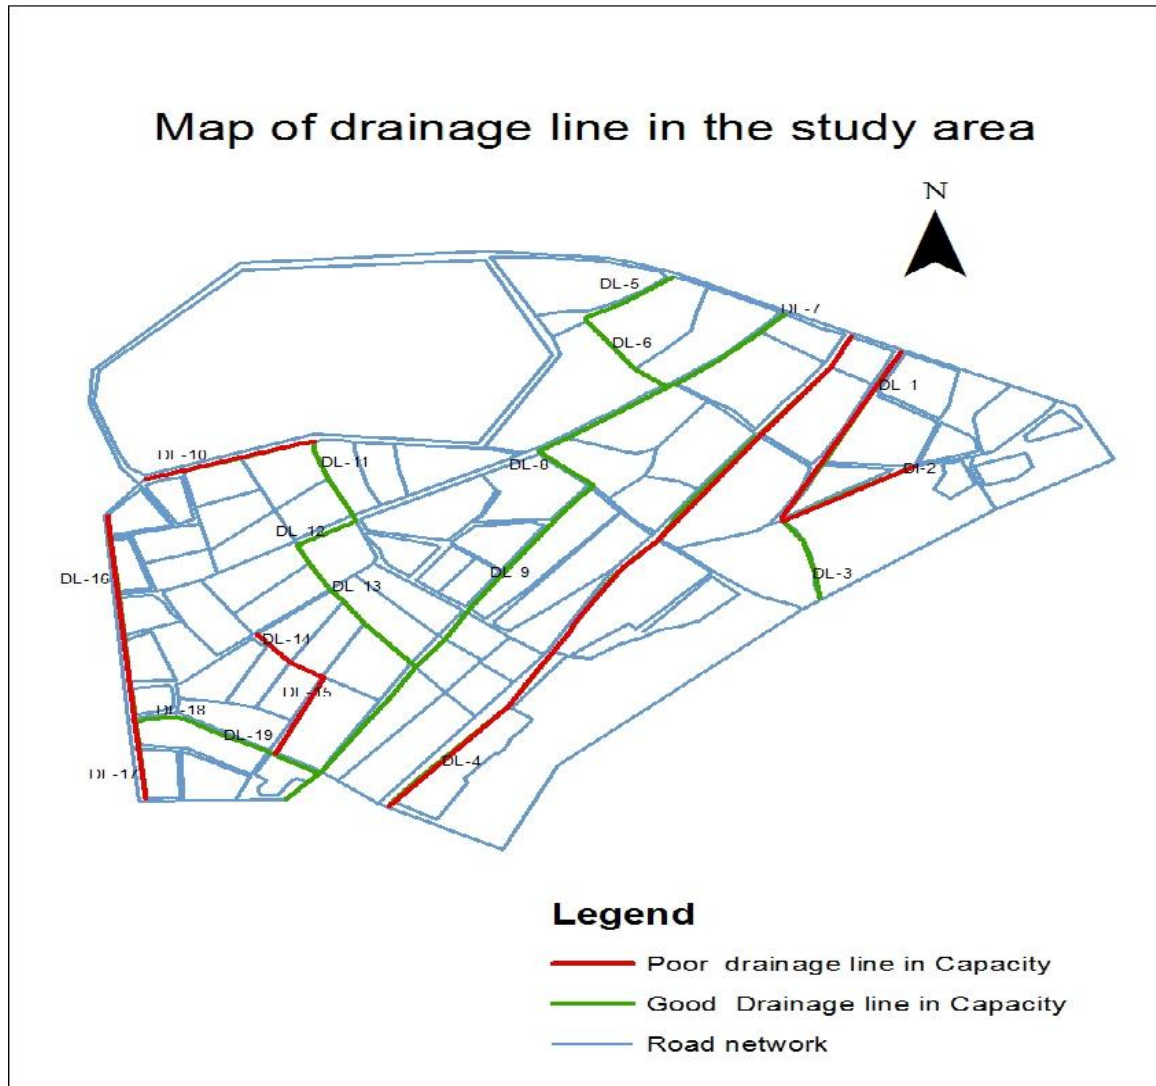 Map of drainage line in the study area
N
DL-5
DL-7
DL-6
DL 1
DL-10
DL-11
DL-8
DL-2
DL-12
DL-16
DL 13
DL 9
DL-3
DL-14
DL-15
DL-18
DL-19
DL-4
DL-17
Legend
Poor drainage line in Capacity
Good Drainage line in Capacity
Road network